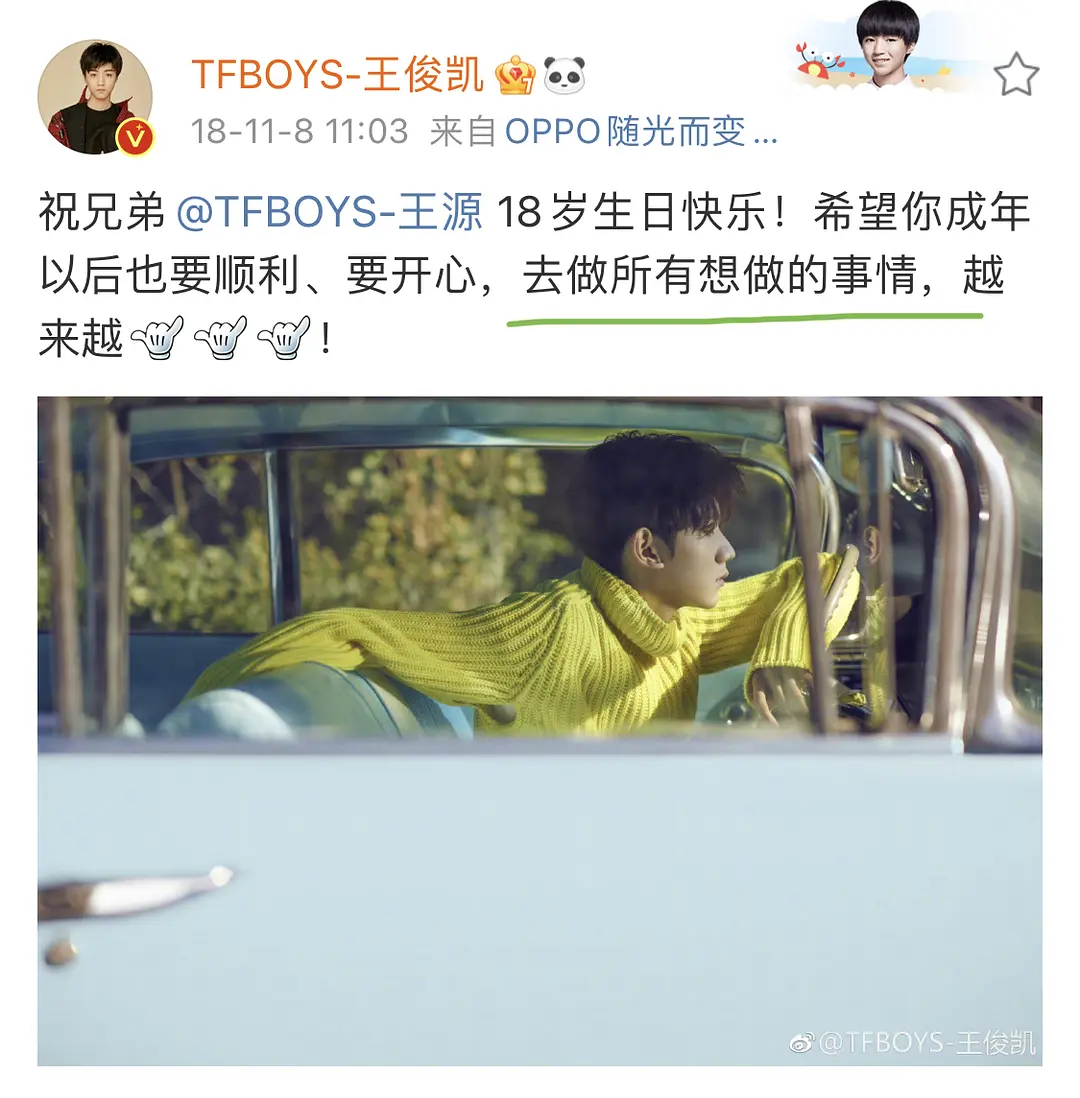 TFBOYS-王俊凯
18-11-8 11:03 来自 OPPO随光而变...
祝兄弟 @TFBOYS-王源 18岁生日快乐！希望你成年
以后也要顺利、要开心，去做所有想做的事情，越
来越！
@TFBOYS-王俊凯